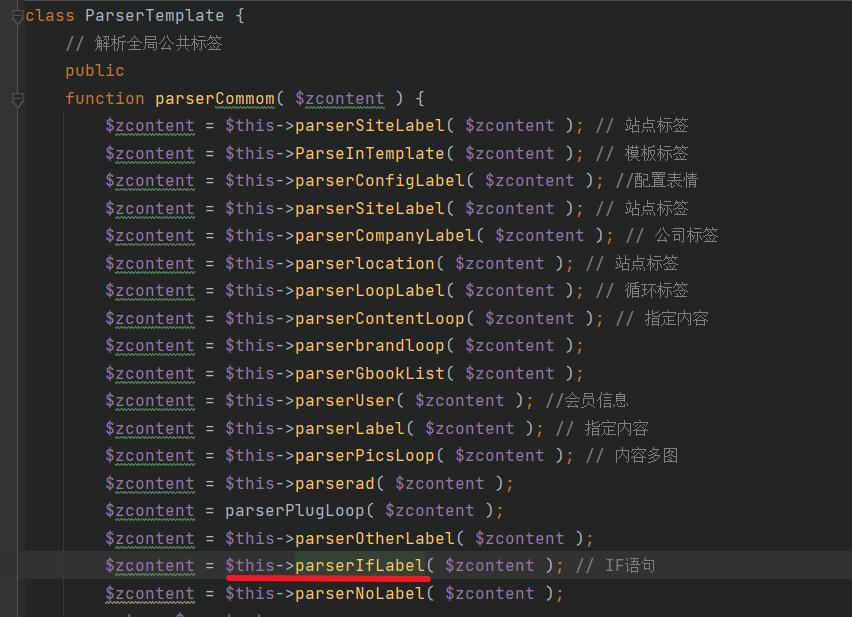 class ParserTemplate {
// 解析全局公共标签
public
function parserCommom( $zcontent ) {
$zcontent = $this->parserSiteLabel( $zcontent ); // 站点标签
$zcontent = $this->ParseInTemplate( $zcontent ); // 模板标签
$zcontent = $this->parserConfigLabel( $zcontent ); //配置表情
$zcontent = $this->parserSiteLabel( $zcontent ); // 站点标签
$zcontent = $this->parserCompanyLabel( $zcontent ); // 公司标签
$zcontent = $this->parserlocation( $zcontent ); // 站点标签
$zcontent = $this->parserLoopLabel( $zcontent ); // 循环标签
$zcontent = $this->parserContentLoop( $zcontent ); // 指定内容
$zcontent = $this->parserbrandloop( $zcontent );
$zcontent = $this->parserGbookList( $zcontent );
$zcontent = $this->parserUser( $zcontent ); //会员信息
$zcontent = $this->parserLabel( $zcontent ); // 指定内容
$zcontent = $this->parserPicsLoop( $zcontent ); // 内容多图
$zcontent = $this->parserad( $zcontent );
$zcontent = parserPlugLoop( $zcontent );
$zcontent = $this->parserOtherLabel( $zcontent );
$zcontent = $this->parserIfLabel( $zcontent ); // IF语句
$zcontent = $this->parserNoLabel( $zcontent );